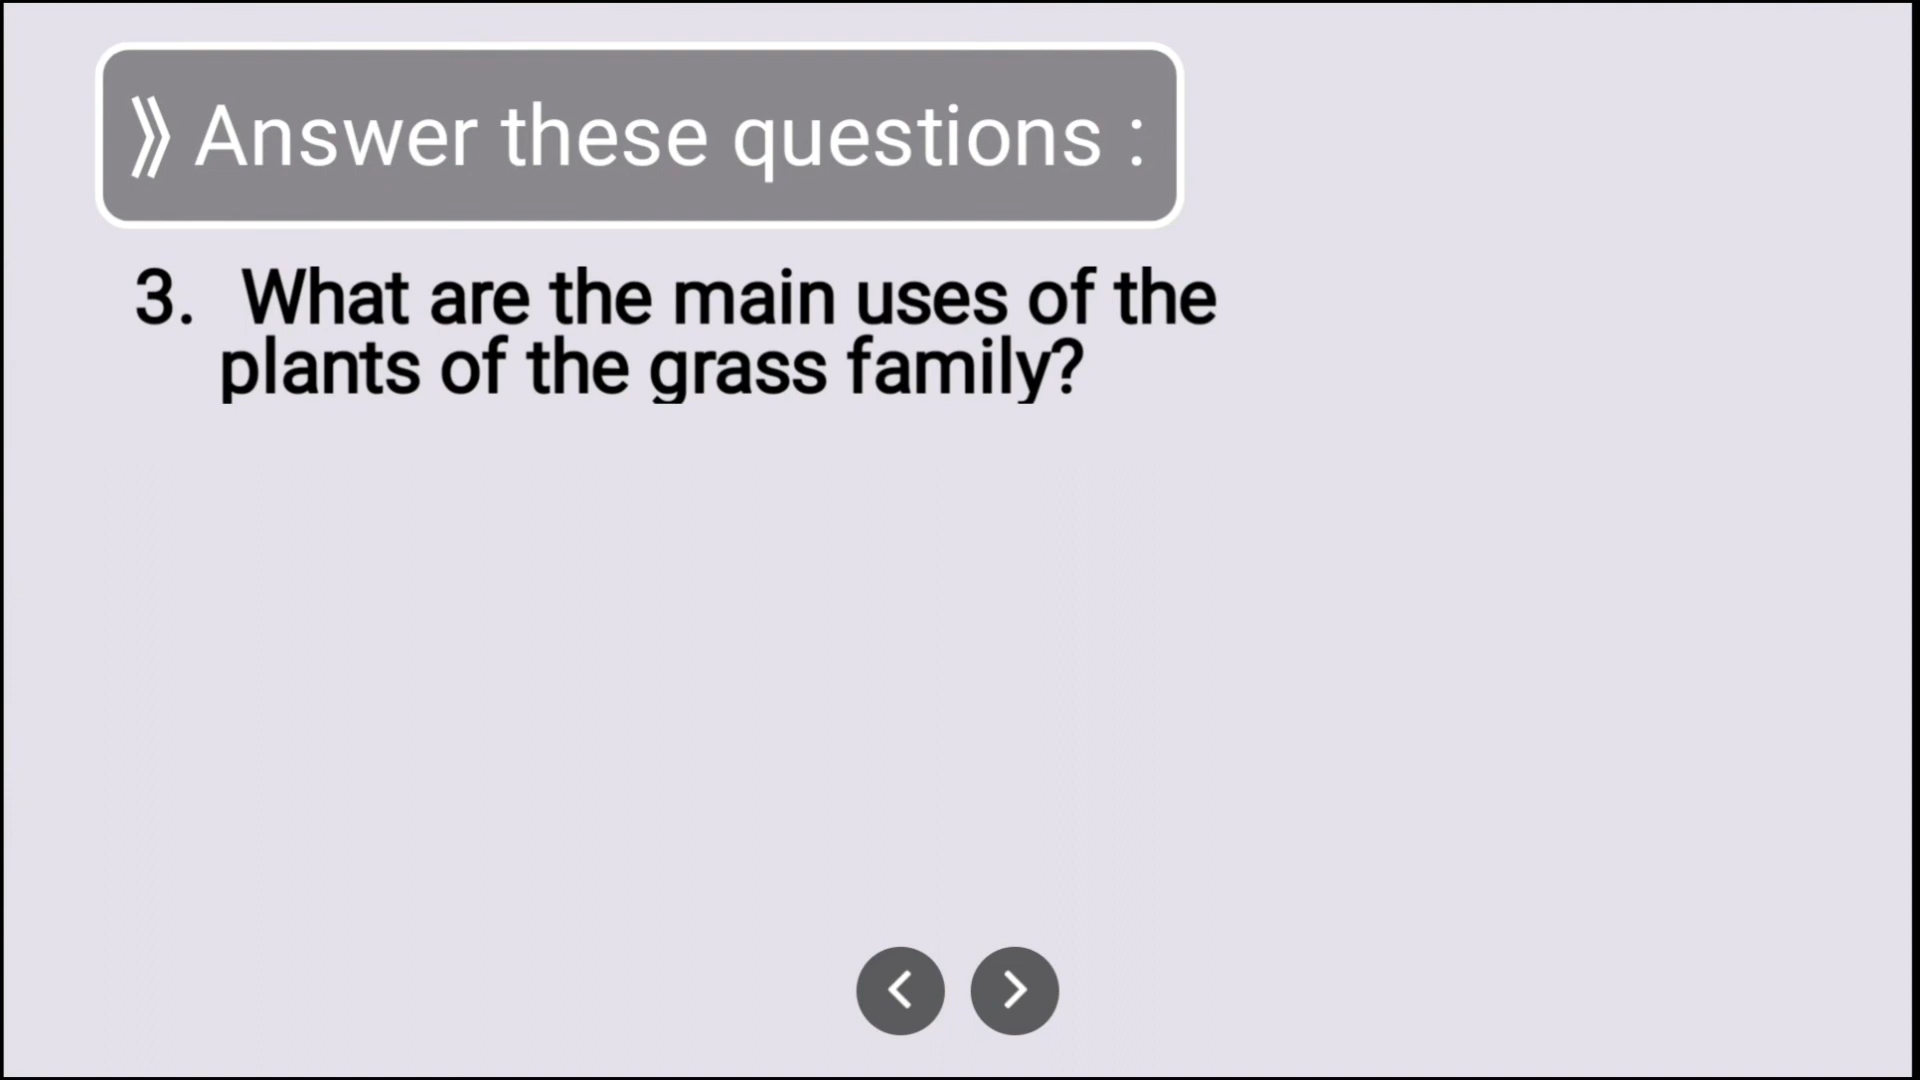 ⟫ Answer these questions :
3. What are the main uses of the
plants of the grass family?